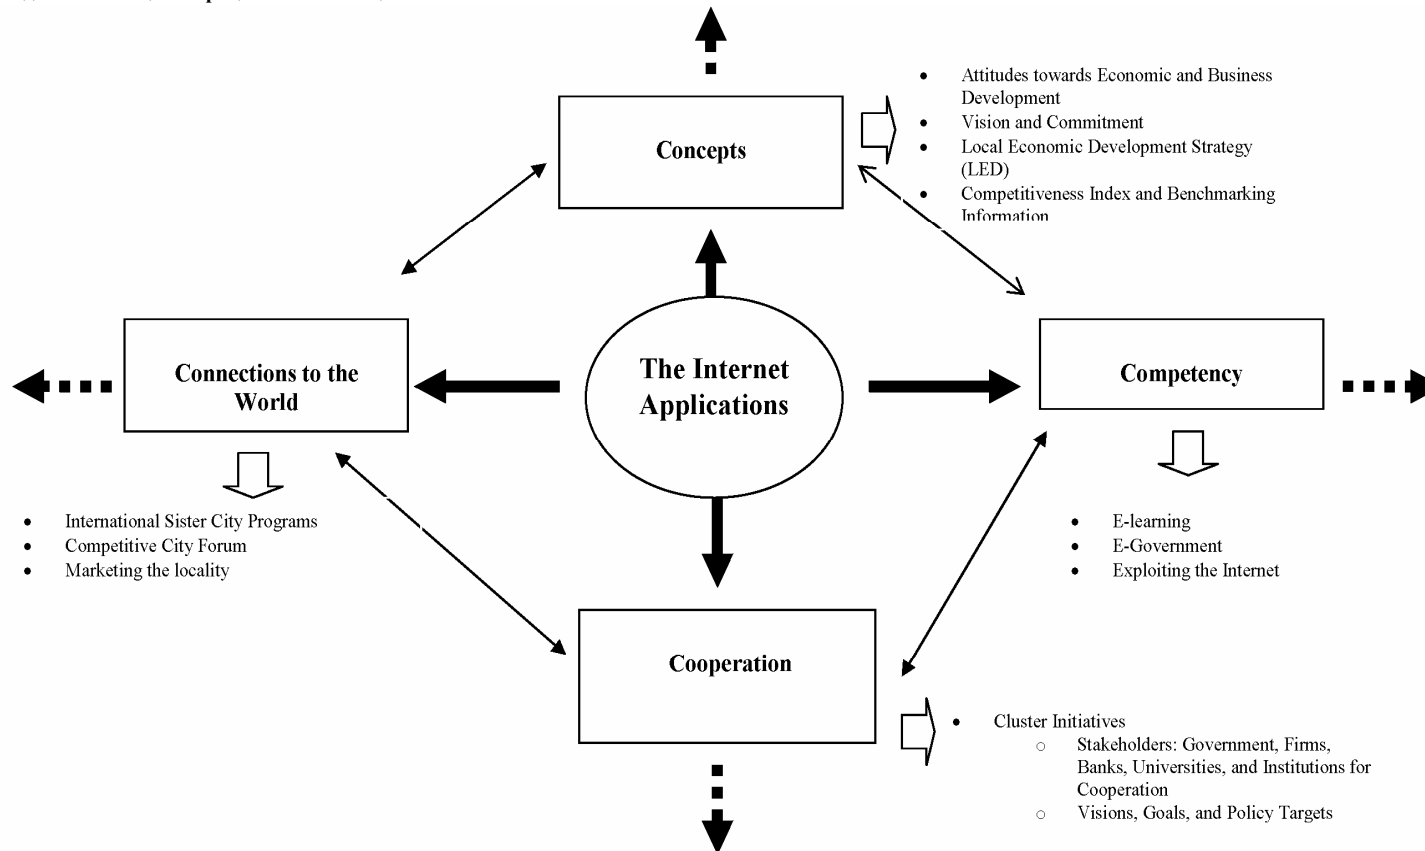 • Attitudes towards Economic and Business
Development
• Vision and Commitment
• Local Economic Development Strategy
(LED)
• Competitiveness Index and Benchmarking
Information
Concepts
The Internet
Applications
Connections to the
World
Competency
• International Sister City Programs
• Competitive City Forum
• Marketing the locality
• E-learning
• E-Government
• Exploiting the Internet
Cooperation
• Cluster Initiatives
o Stakeholders: Government, Firms,
Banks, Universities, and Institutions for
Cooperation
o Visions, Goals, and Policy Targets